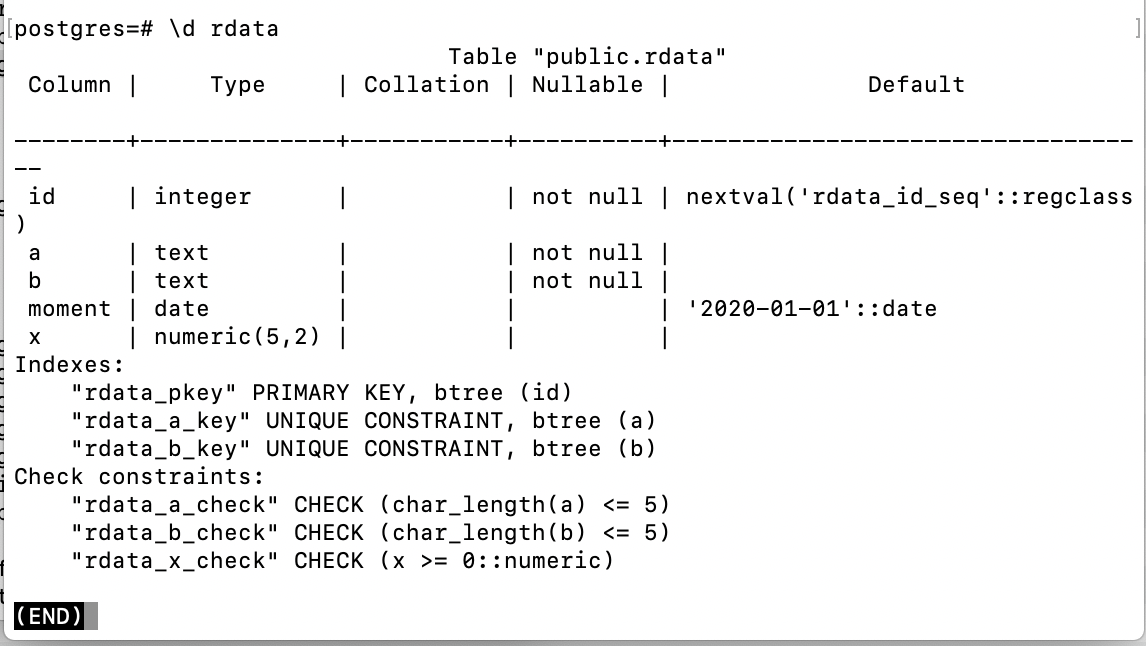 [postgres=# \d rdata ]
Table "public.rdata"
Column | Type | Collation | Nullable | Default
--------+--------------+-----------+----------+---------------------------------
--
id | integer | | not null | nextval('rdata_id_seq'::regclass
)
a | text | | not null |
b | text | | not null |
moment | date | | | '2020-01-01'::date
x | numeric(5,2) | | |
Indexes:
"rdata_pkey" PRIMARY KEY, btree (id)
"rdata_a_key" UNIQUE CONSTRAINT, btree (a)
"rdata_b_key" UNIQUE CONSTRAINT, btree (b)
Check constraints:
"rdata_a_check" CHECK (char_length(a) <= 5)
"rdata_b_check" CHECK (char_length(b) <= 5)
"rdata_x_check" CHECK (x >= 0::numeric)
(END)